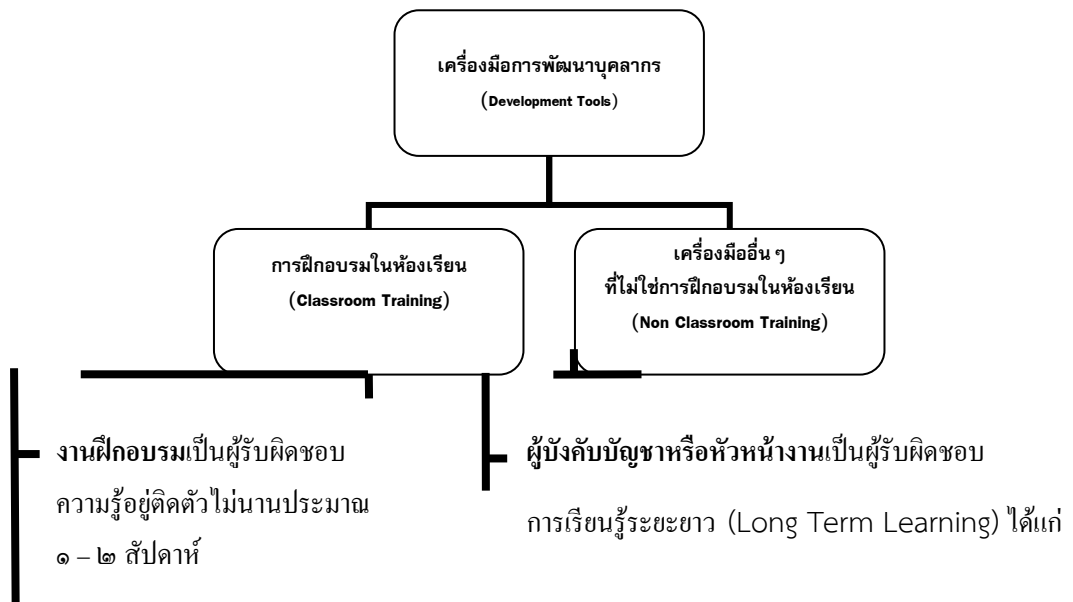 เครื่องมือการพัฒนาบุคลากร
(Development Tools)
การฝึกอบรมในห้องเรียน
(Classroom Training)
เครื่องมืออื่น ๆ
ที่ไม่ใช่การฝึกอบรมในห้องเรียน
(Non Classroom Training)
งานฝึกอบรมเป็นผู้รับผิดชอบ
ความรู้อยู่ติดตัวไม่นานประมาณ
๑ – ๒ สัปดาห์
ผู้บังคับบัญชาหรือหัวหน้างานเป็นผู้รับผิดชอบ
การเรียนรู้ระยะยาว (Long Term Learning) ได้แก่